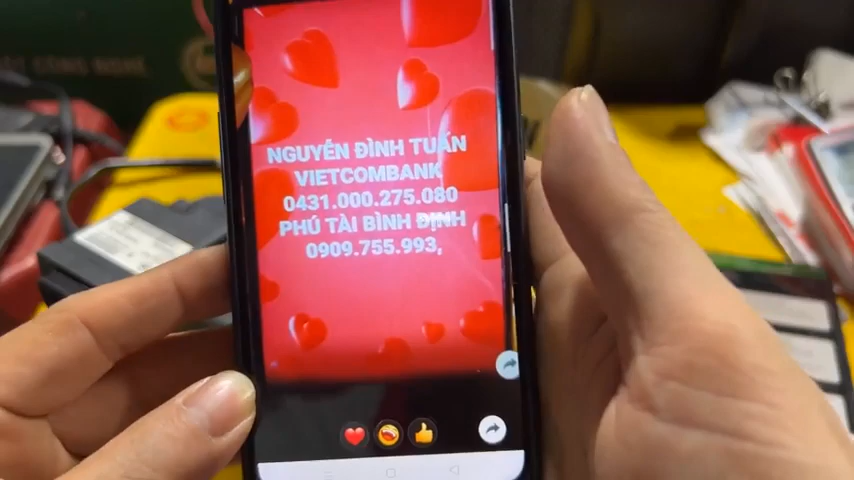 NGUYỄN ĐÌNH TUẤN
VIETCOMBANK
0431.000.275.080
PHÚ TÀI BÌNH ĐỊNH
0909.755.993,